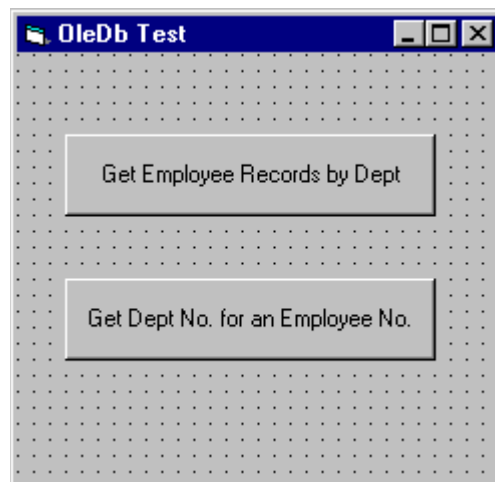 OleDb Test
Get Employee Records by Dept
Get Dept No. for an Employee No.